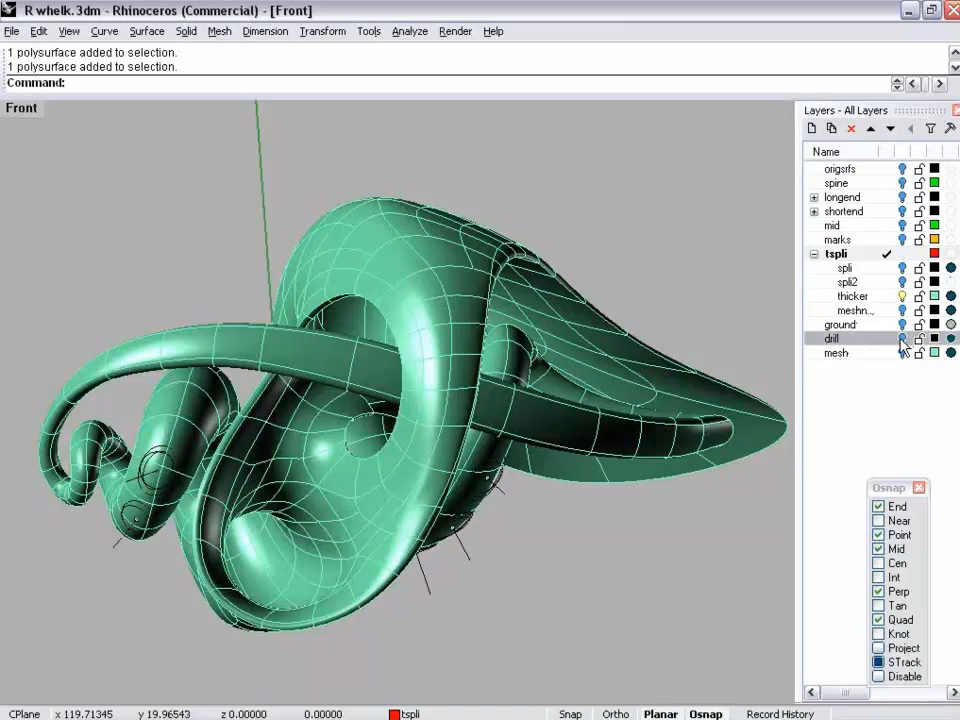 R whelk.3dm - Rhinoceros (Commercial) - [Front]
File Edit View Curve Surface Solid Mesh Dimension Transform Tools Analyze Render Help
1 polysurface added to selection.
1 polysurface added to selection.
Command:
Front
Layers - All Layers
Name
origsrfs
spine
longend
shortend
mid
marks
tspli
spli
spli2
thicker
meshn...
ground
drill
mesh
Osnap
End
Near
Point
Mid
Cen
Int
Perp
Tan
Quad
Knot
Project
STrack
Disable
CPlane x 119.71345 y 19.96543 z 0.00000 0.00000 tspli Snap Ortho Planar Osnap Record History